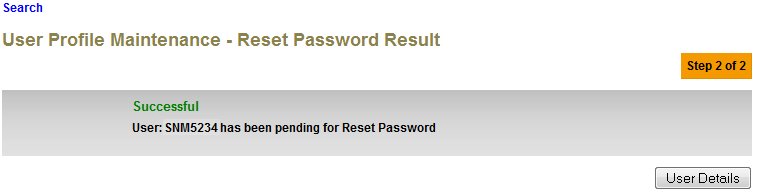 Search
User Profile Maintenance - Reset Password Result
Step 2 of 2
Successful
User: SNM5234 has been pending for Reset Password
User Details